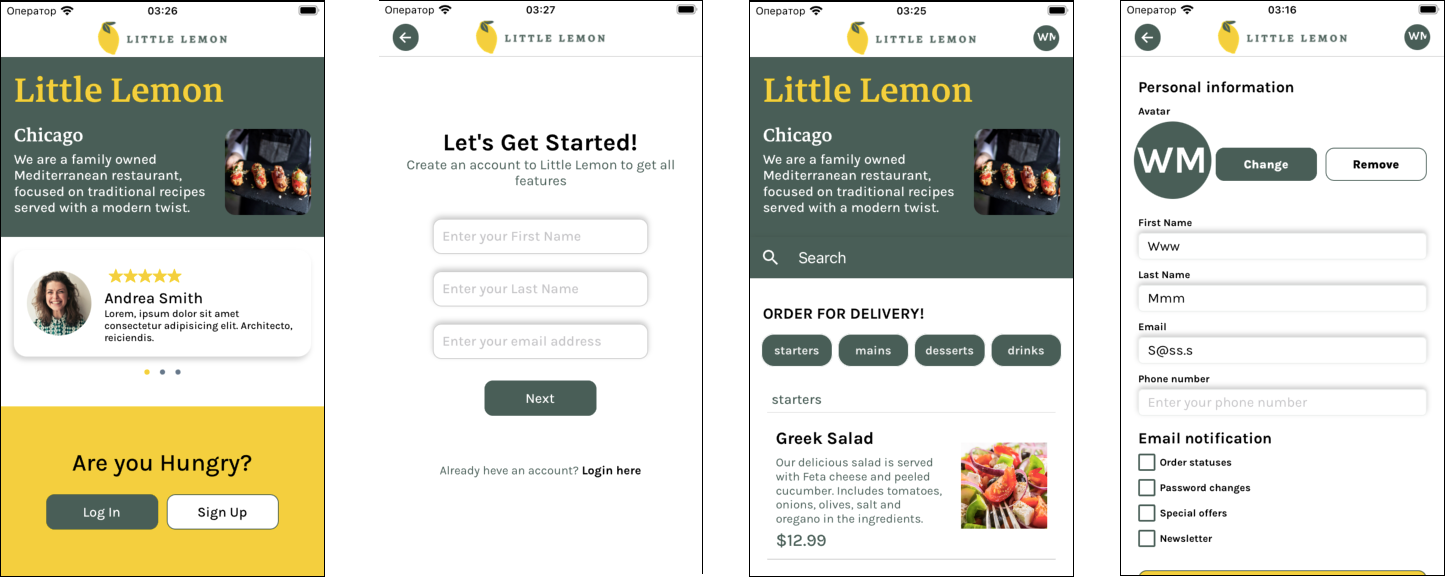 Оператор 03:26
LITTLE LEMON
Little Lemon
Chicago
We are a family owned
Mediterranean restaurant,
focused on traditional recipes
served with a modern twist.
Andrea Smith
Lorem, ipsum dolor sit amet
consectetur adipisicing elit. Architecto,
reiciendis.
Are you Hungry?
Log In Sign Up
Оператор 03:27
LITTLE LEMON
Let's Get Started!
Create an account to Little Lemon to get all
features
Enter your First Name
Enter your Last Name
Enter your email address
Next
Already heve an account? Login here
Оператор 03:25
LITTLE LEMON WM
Little Lemon
Chicago
We are a family owned
Mediterranean restaurant,
focused on traditional recipes
served with a modern twist.
Search
ORDER FOR DELIVERY!
starters mains desserts drinks
starters
Greek Salad
Our delicious salad is served
with Feta cheese and peeled
cucumber. Includes tomatoes,
onions, olives, salt and
oregano in the ingredients.
$12.99
Оператор 03:16
LITTLE LEMON WM
Personal information
Avatar
WM Change Remove
First Name
Www
Last Name
Mmm
Email
S@ss.s
Phone number
Enter your phone number
Email notification
Order statuses
Password changes
Special offers
Newsletter